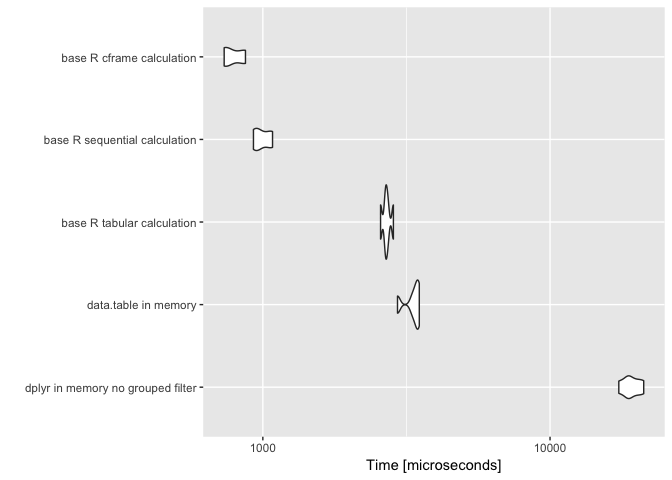 base R cframe calculation
base R sequential calculation
base R tabular calculation
data.table in memory
dplyr in memory no grouped filter
1000
10000
Time [microseconds]